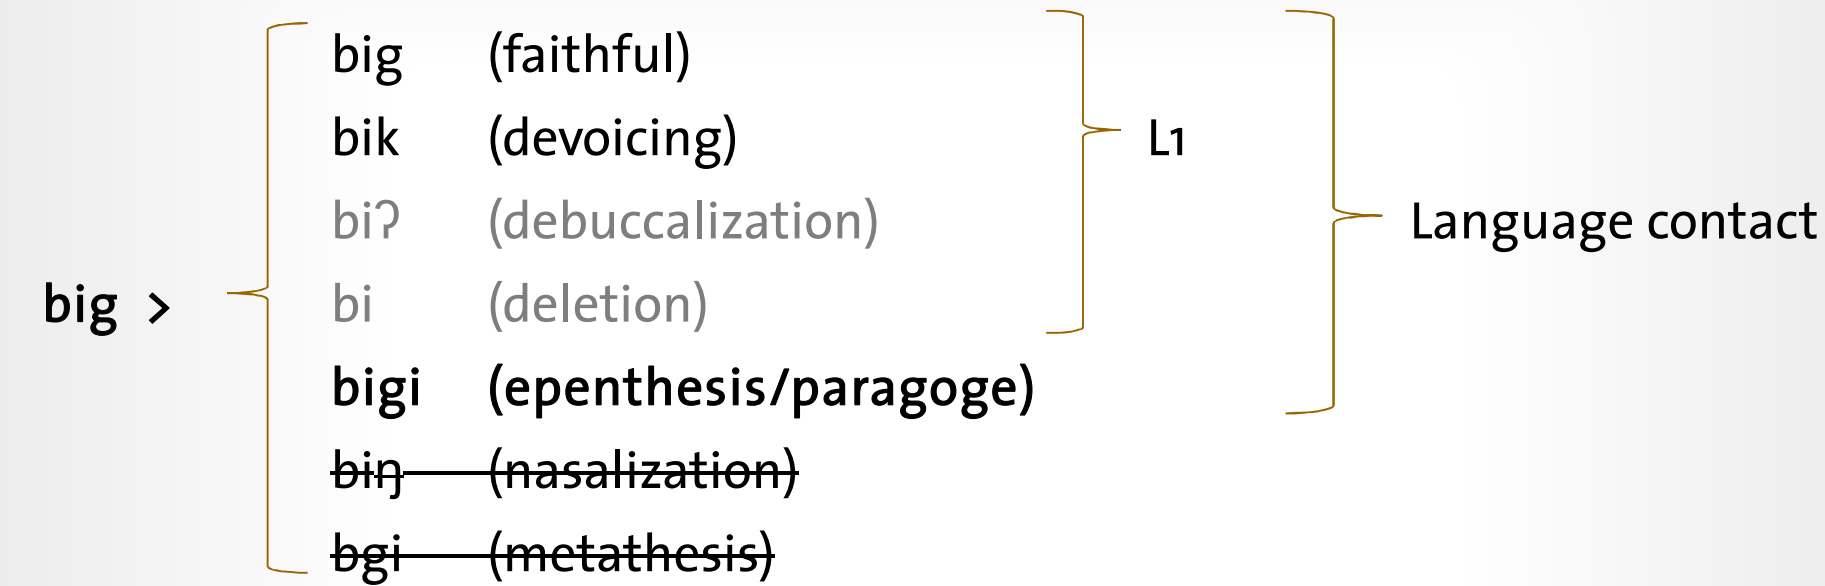 big (faithful)
bik (devoicing)
L1
biʔ (debuccalization)
Language contact
bi (deletion)
big >
bigi (epenthesis/paragoge)
biŋ (nasalization)
bgi (metathesis)